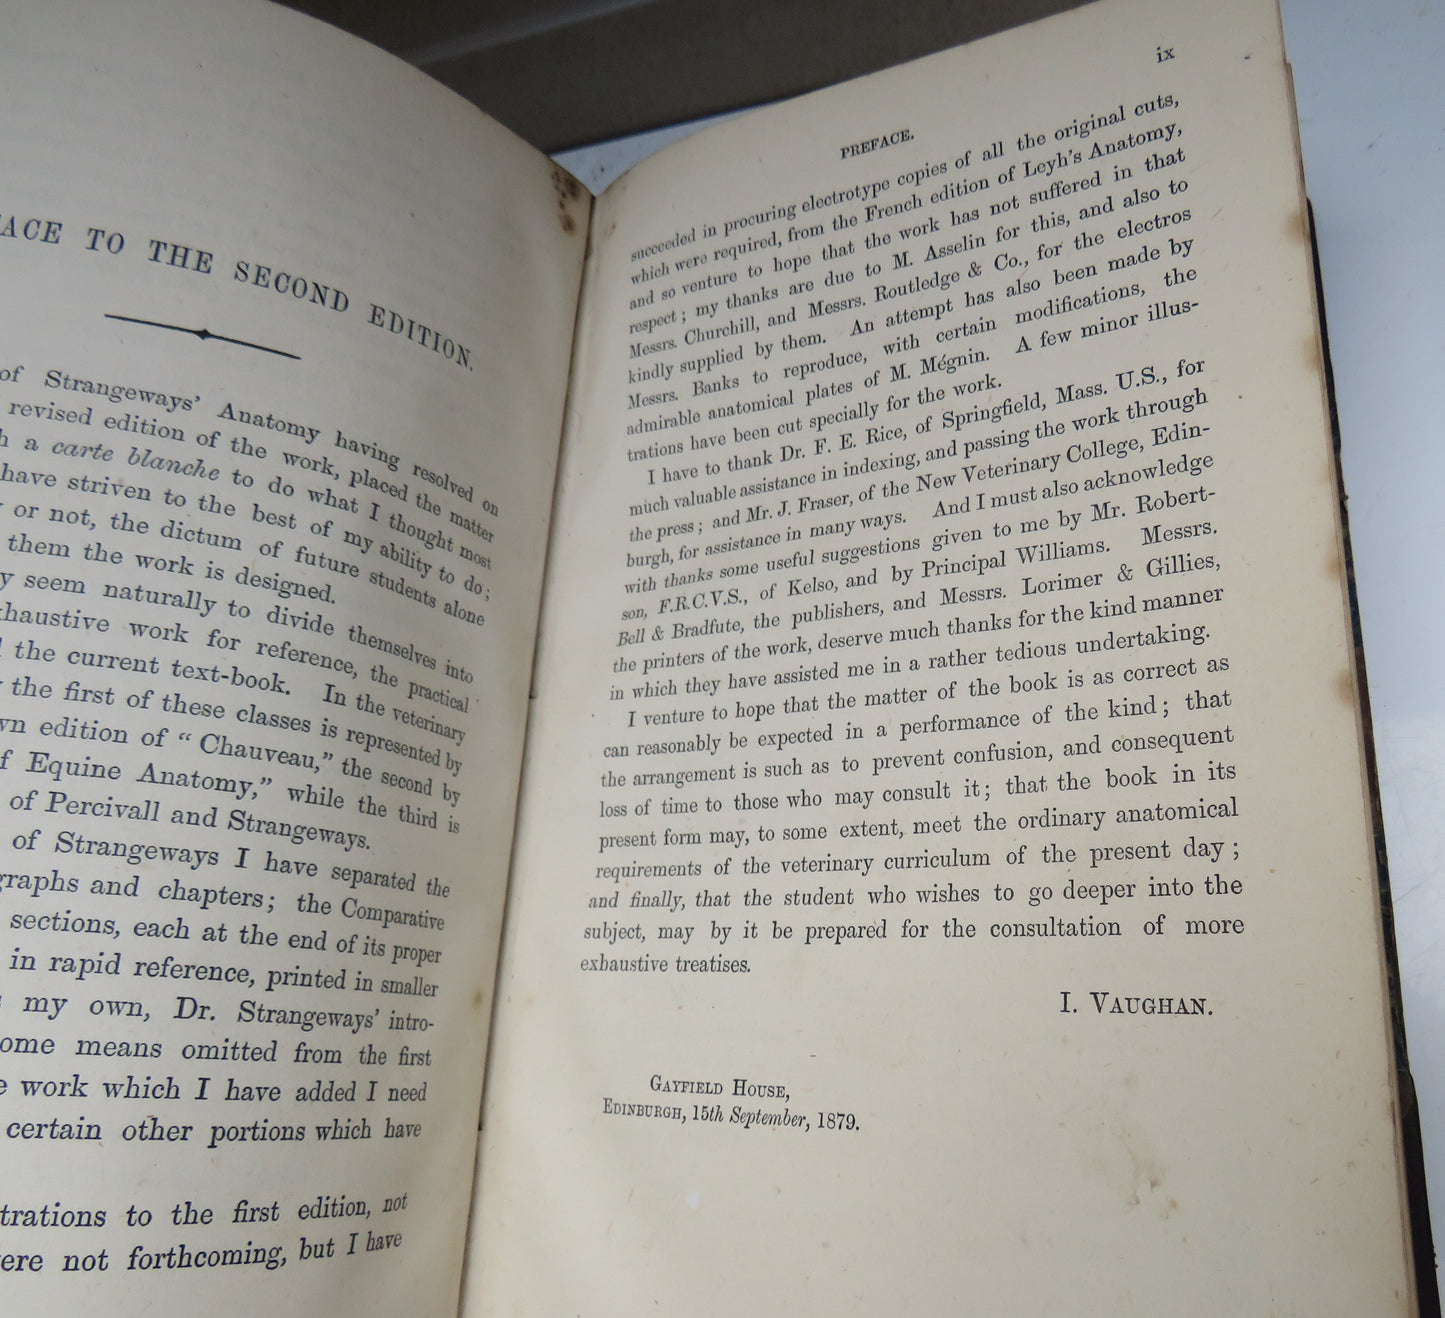 ACE TO THE SECOND EDITION.
of Strangeways' Anatomy having resolved on
revised edition of the work, placed the matter
a carte blanche to do what I thought most
have striven to the best of my ability to do;
or not, the dictum of future students alone
them the work is designed.
seem naturally to divide themselves into
xhaustive work for reference, the practical
the current text-book. In the veterinary
the first of these classes is represented by
wn edition of "Chauveau," the second by
of Equine Anatomy," while the third is
of Percivall and Strangeways.
of Strangeways I have separated the
graphs and chapters; the Comparative
sections, each at the end of its proper
in rapid reference, printed in smaller
my own, Dr. Strangeways' intro-
ome means omitted from the first
work which I have added I need
certain other portions which have
trations to the first edition, not
ere not forthcoming, but I have
ix
PREFACE.
succeeded in procuring electrotype copies of all the original cuts,
which were required, from the French edition of Leyh's Anatomy,
and so venture to hope that the work has not suffered in that
respect; my thanks are due to M. Asselin for this, and also to
Messrs. Churchill, and Messrs. Routledge & Co., for the electros
kindly supplied by them. An attempt has also been made by
Messrs. Banks to reproduce, with certain modifications, the
admirable anatomical plates of M. Mégnin. A few minor illus-
trations have been cut specially for the work.
I have to thank Dr. F. E. Rice, of Springfield, Mass. U.S., for
much valuable assistance in indexing, and passing the work through
the press; and Mr. J. Fraser, of the New Veterinary College, Edin-
burgh, for assistance in many ways. And I must also acknowledge
with thanks some useful suggestions given to me by Mr. Robert-
son, F.R.C.V.S., of Kelso, and by Principal Williams. Messrs.
Bell & Bradfute, the publishers, and Messrs. Lorimer & Gillies,
the printers of the work, deserve much thanks for the kind manner
in which they have assisted me in a rather tedious undertaking.
I venture to hope that the matter of the book is as correct as
can reasonably be expected in a performance of the kind; that
the arrangement is such as to prevent confusion, and consequent
loss of time to those who may consult it; that the book in its
present form may, to some extent, meet the ordinary anatomical
requirements of the veterinary curriculum of the present day;
and finally, that the student who wishes to go deeper into the
subject, may by it be prepared for the consultation of more
exhaustive treatises.
I. VAUGHAN.
GAYFIELD HOUSE,
EDINBURGH, 15th September, 1879.